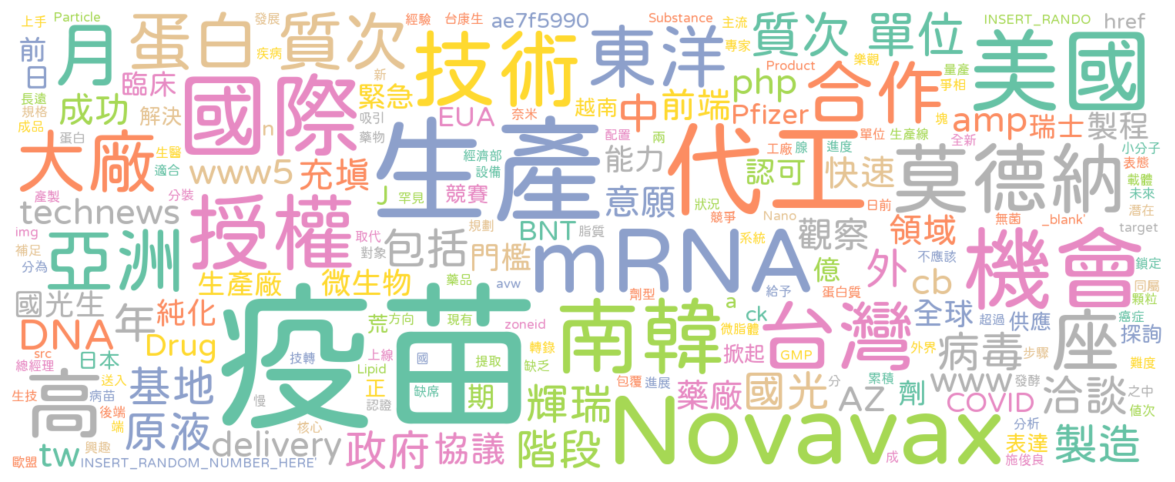 上手 Particle 發展 經驗 台康生 ae7f5990 Substance 主流 質次 單位 INSERT_RANDO href
前日 月 蛋白質次 疾病 技術 東洋 專家 樂觀 美國 量產 爭相
長遠 規格 成品 成功 臨床 解決 國際 新 緊急 吸引 EUA 奈米 越南 中 前端 Product php Pfizer 合作 塊 amp 瑞士 製程
大廠 蛋白 生醫 適合 www5 n 充填 藥物 生產 經濟部 設備 配置 兩 能力 代工 工廠 腺 單位 進度 生產線 認可 快速 全新 莫德納 小分子 表態 載體 未來
產製 分裝 technews 授權 J 罕見 競賽 意願 狀況 競爭 日前 無菌 _blank' 潛在
img 補足 分為 亞洲 取代 對象 包括 規劃 門檻 BNT 脂質 mRNA Nano 系統 觀察 領域 不應該 target 機會 鎖定
國光生 生產廠 微生物 藥品 avw 劑型 給予 億 蛋白質 外 cb 同屬 顆粒
DNA 年 純化 疫苗 荒 方向 現有 zoneid 南韓 微脂體 a ck 台灣 全球 超過 供應 癌症 探詢 座
src 總經理 日本 Drug 技轉 上線 Lipid 國 提取 轉錄 缺乏 掀起 GMP 外界 病毒 步驟 難度
生技 高 送入 病苗 基地 慢 正 認證 缺席 期 包覆 進展 輝瑞 藥廠 國光 分 累積 AZ 劑 www 發酵 COVID 洽談 之中 值次
後端 端 興趣 原液 delivery 核心 政府 協議 階段 Novavax 分析 表達 製造
歐盟 tw INSERT_RANDOM_NUMBER_HERE' 成 施俊良